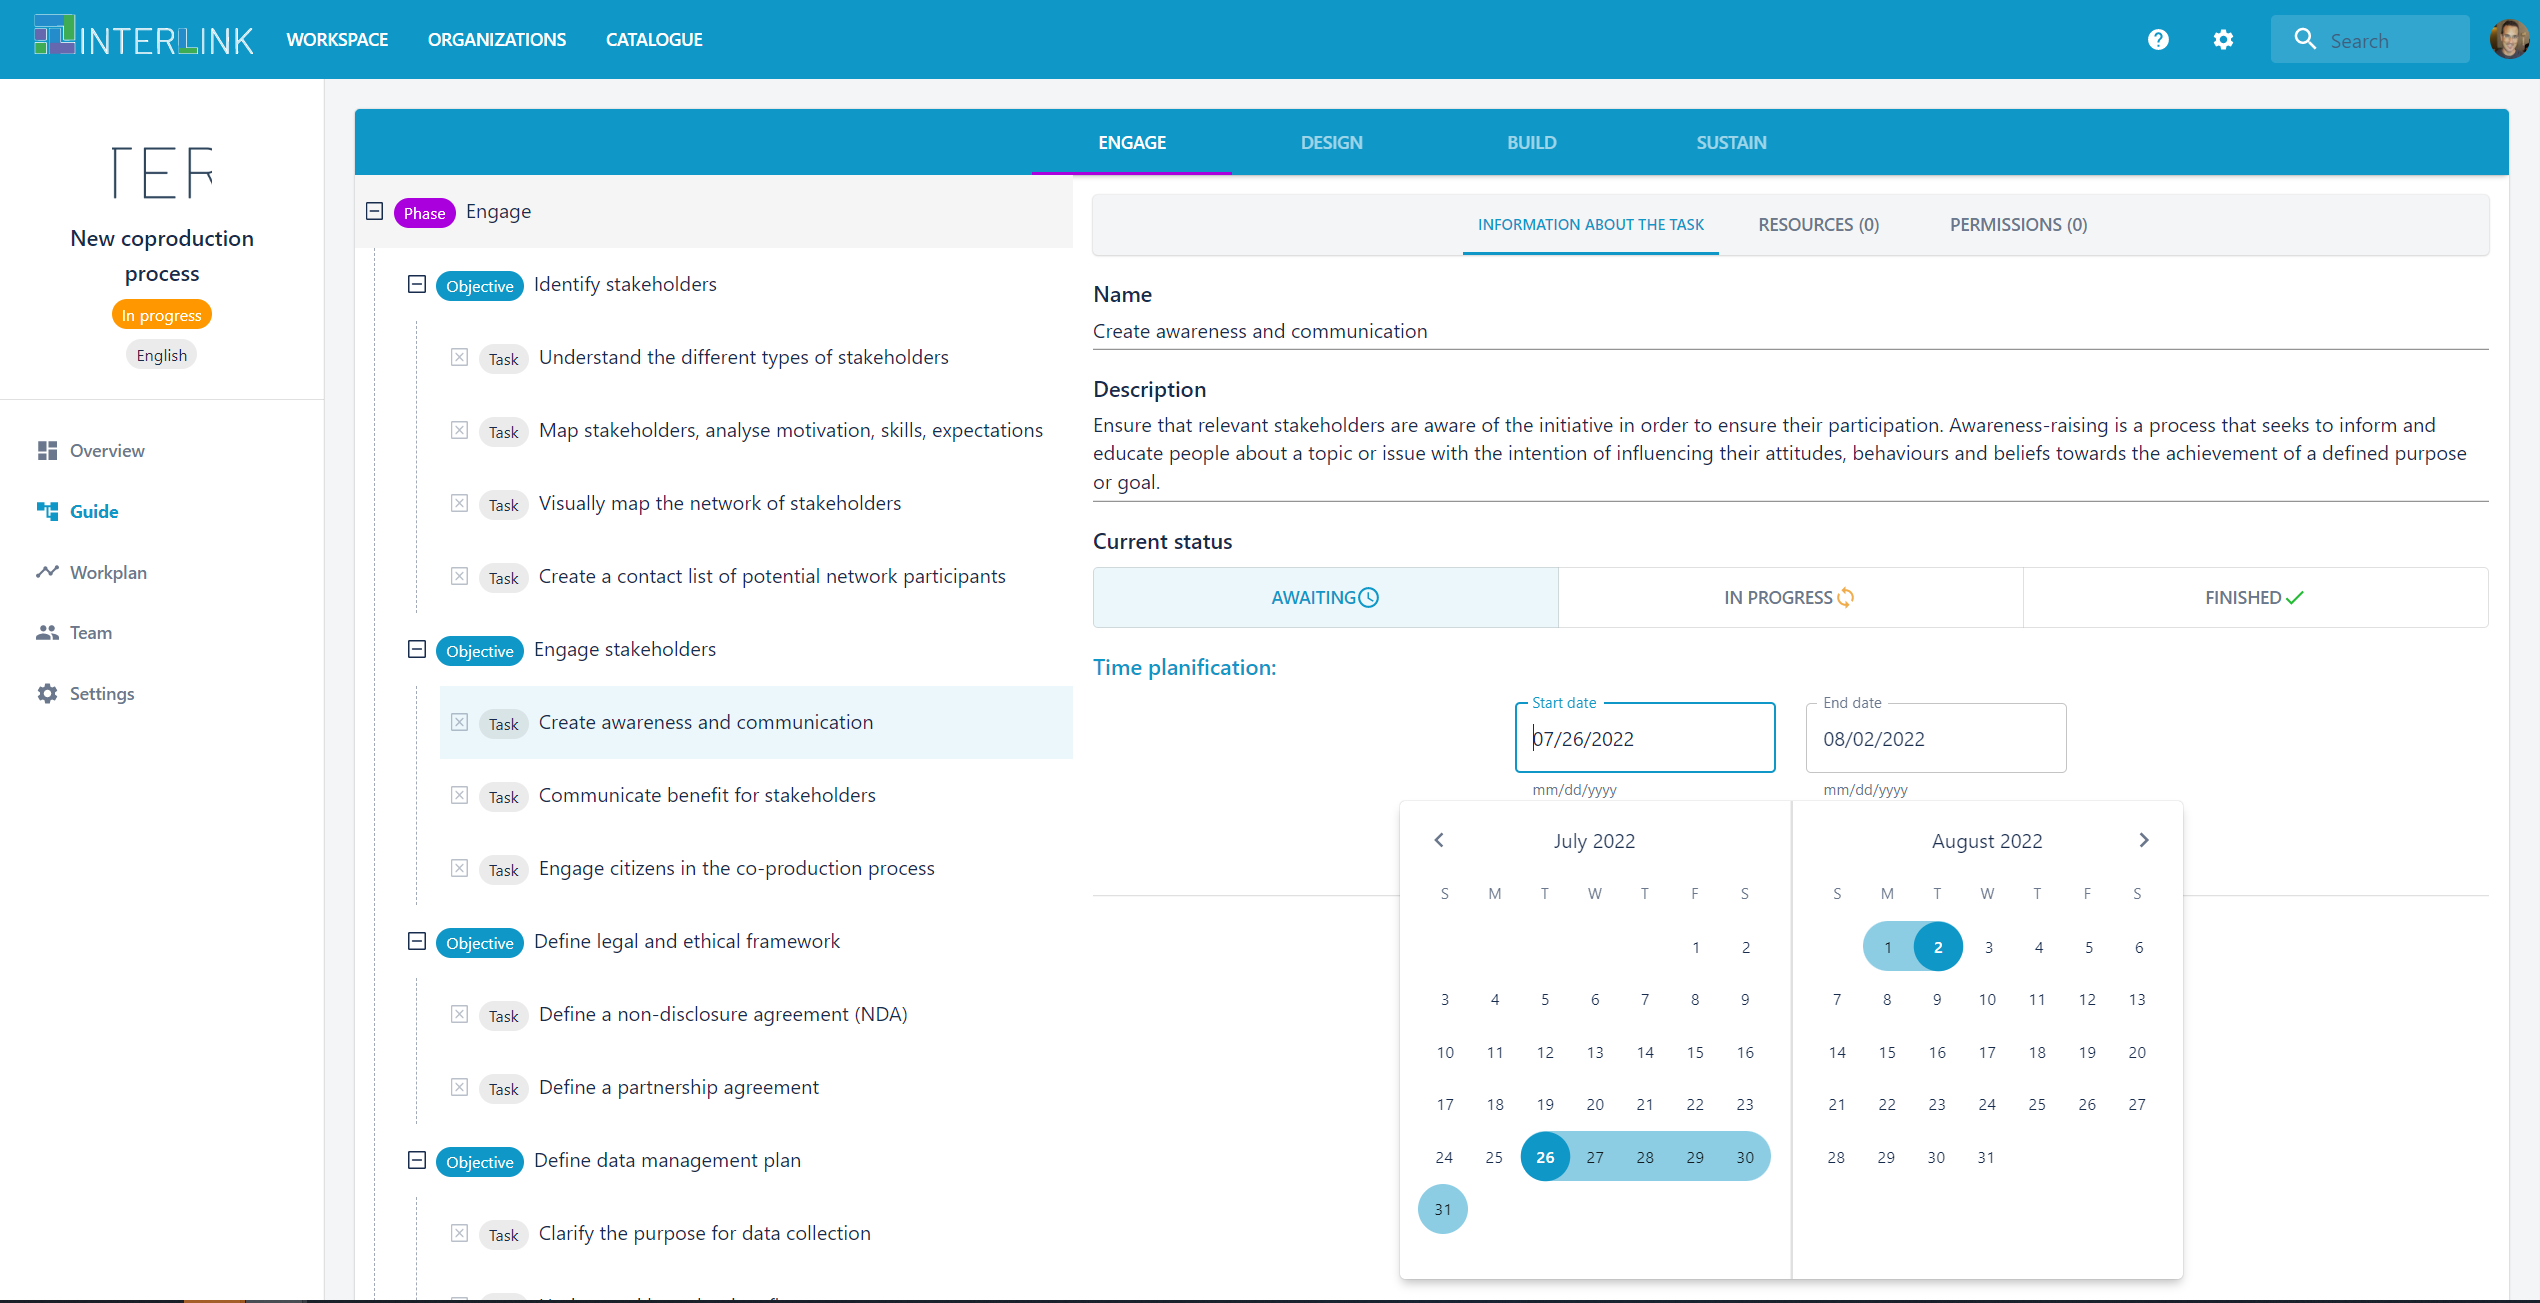 INTERLINK
WORKSPACE
ORGANIZATIONS
CATALOGUE
Search
TER
New coproduction
process
In progress
English
Overview
Guide
Workplan
Team
Settings
ENGAGE
DESIGN
BUILD
SUSTAIN
Phase Engage
Objective Identify stakeholders
Task Understand the different types of stakeholders
Task Map stakeholders, analyse motivation, skills, expectations
Task Visually map the network of stakeholders
Task Create a contact list of potential network participants
Objective Engage stakeholders
Task Create awareness and communication
Task Communicate benefit for stakeholders
Task Engage citizens in the co-production process
Objective Define legal and ethical framework
Task Define a non-disclosure agreement (NDA)
Task Define a partnership agreement
Objective Define data management plan
Task Clarify the purpose for data collection
INFORMATION ABOUT THE TASK
RESOURCES (0)
PERMISSIONS (0)
Name
Create awareness and communication
Description
Ensure that relevant stakeholders are aware of the initiative in order to ensure their participation. Awareness-raising is a process that seeks to inform and
educate people about a topic or issue with the intention of influencing their attitudes, behaviours and beliefs towards the achievement of a defined purpose
or goal.
Current status
AWAITING
IN PROGRESS
FINISHED
Time planification:
Start date
07/26/2022
mm/dd/yyyy
End date
08/02/2022
mm/dd/yyyy
July 2022
S M T W T F S
1 2
3 4 5 6 7 8 9
10 11 12 13 14 15 16
17 18 19 20 21 22 23
24 25 26 27 28 29 30
31
August 2022
S M T W T F S
1 2 3 4 5 6
7 8 9 10 11 12 13
14 15 16 17 18 19 20
21 22 23 24 25 26 27
28 29 30 31